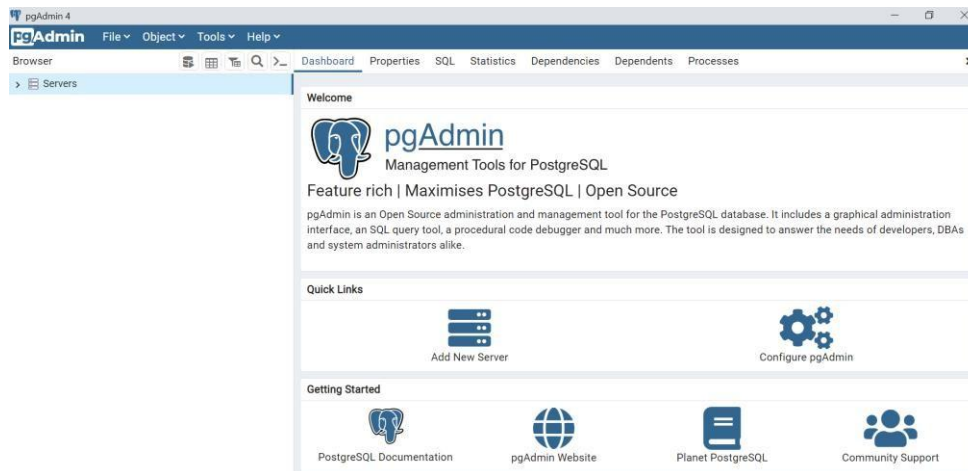 pgAdmin 4
pgAdmin File Object Tools Help
Browser Dashboard Properties SQL Statistics Dependencies Dependents Processes
Servers
Welcome
pgAdmin
Management Tools for PostgreSQL
Feature rich | Maximises PostgreSQL | Open Source
pgAdmin is an Open Source administration and management tool for the PostgreSQL database. It includes a graphical administration
interface, an SQL query tool, a procedural code debugger and much more. The tool is designed to answer the needs of developers, DBAs
and system administrators alike.
Quick Links
Add New Server Configure pgAdmin
Getting Started
PostgreSQL Documentation pgAdmin Website Planet PostgreSQL Community Support